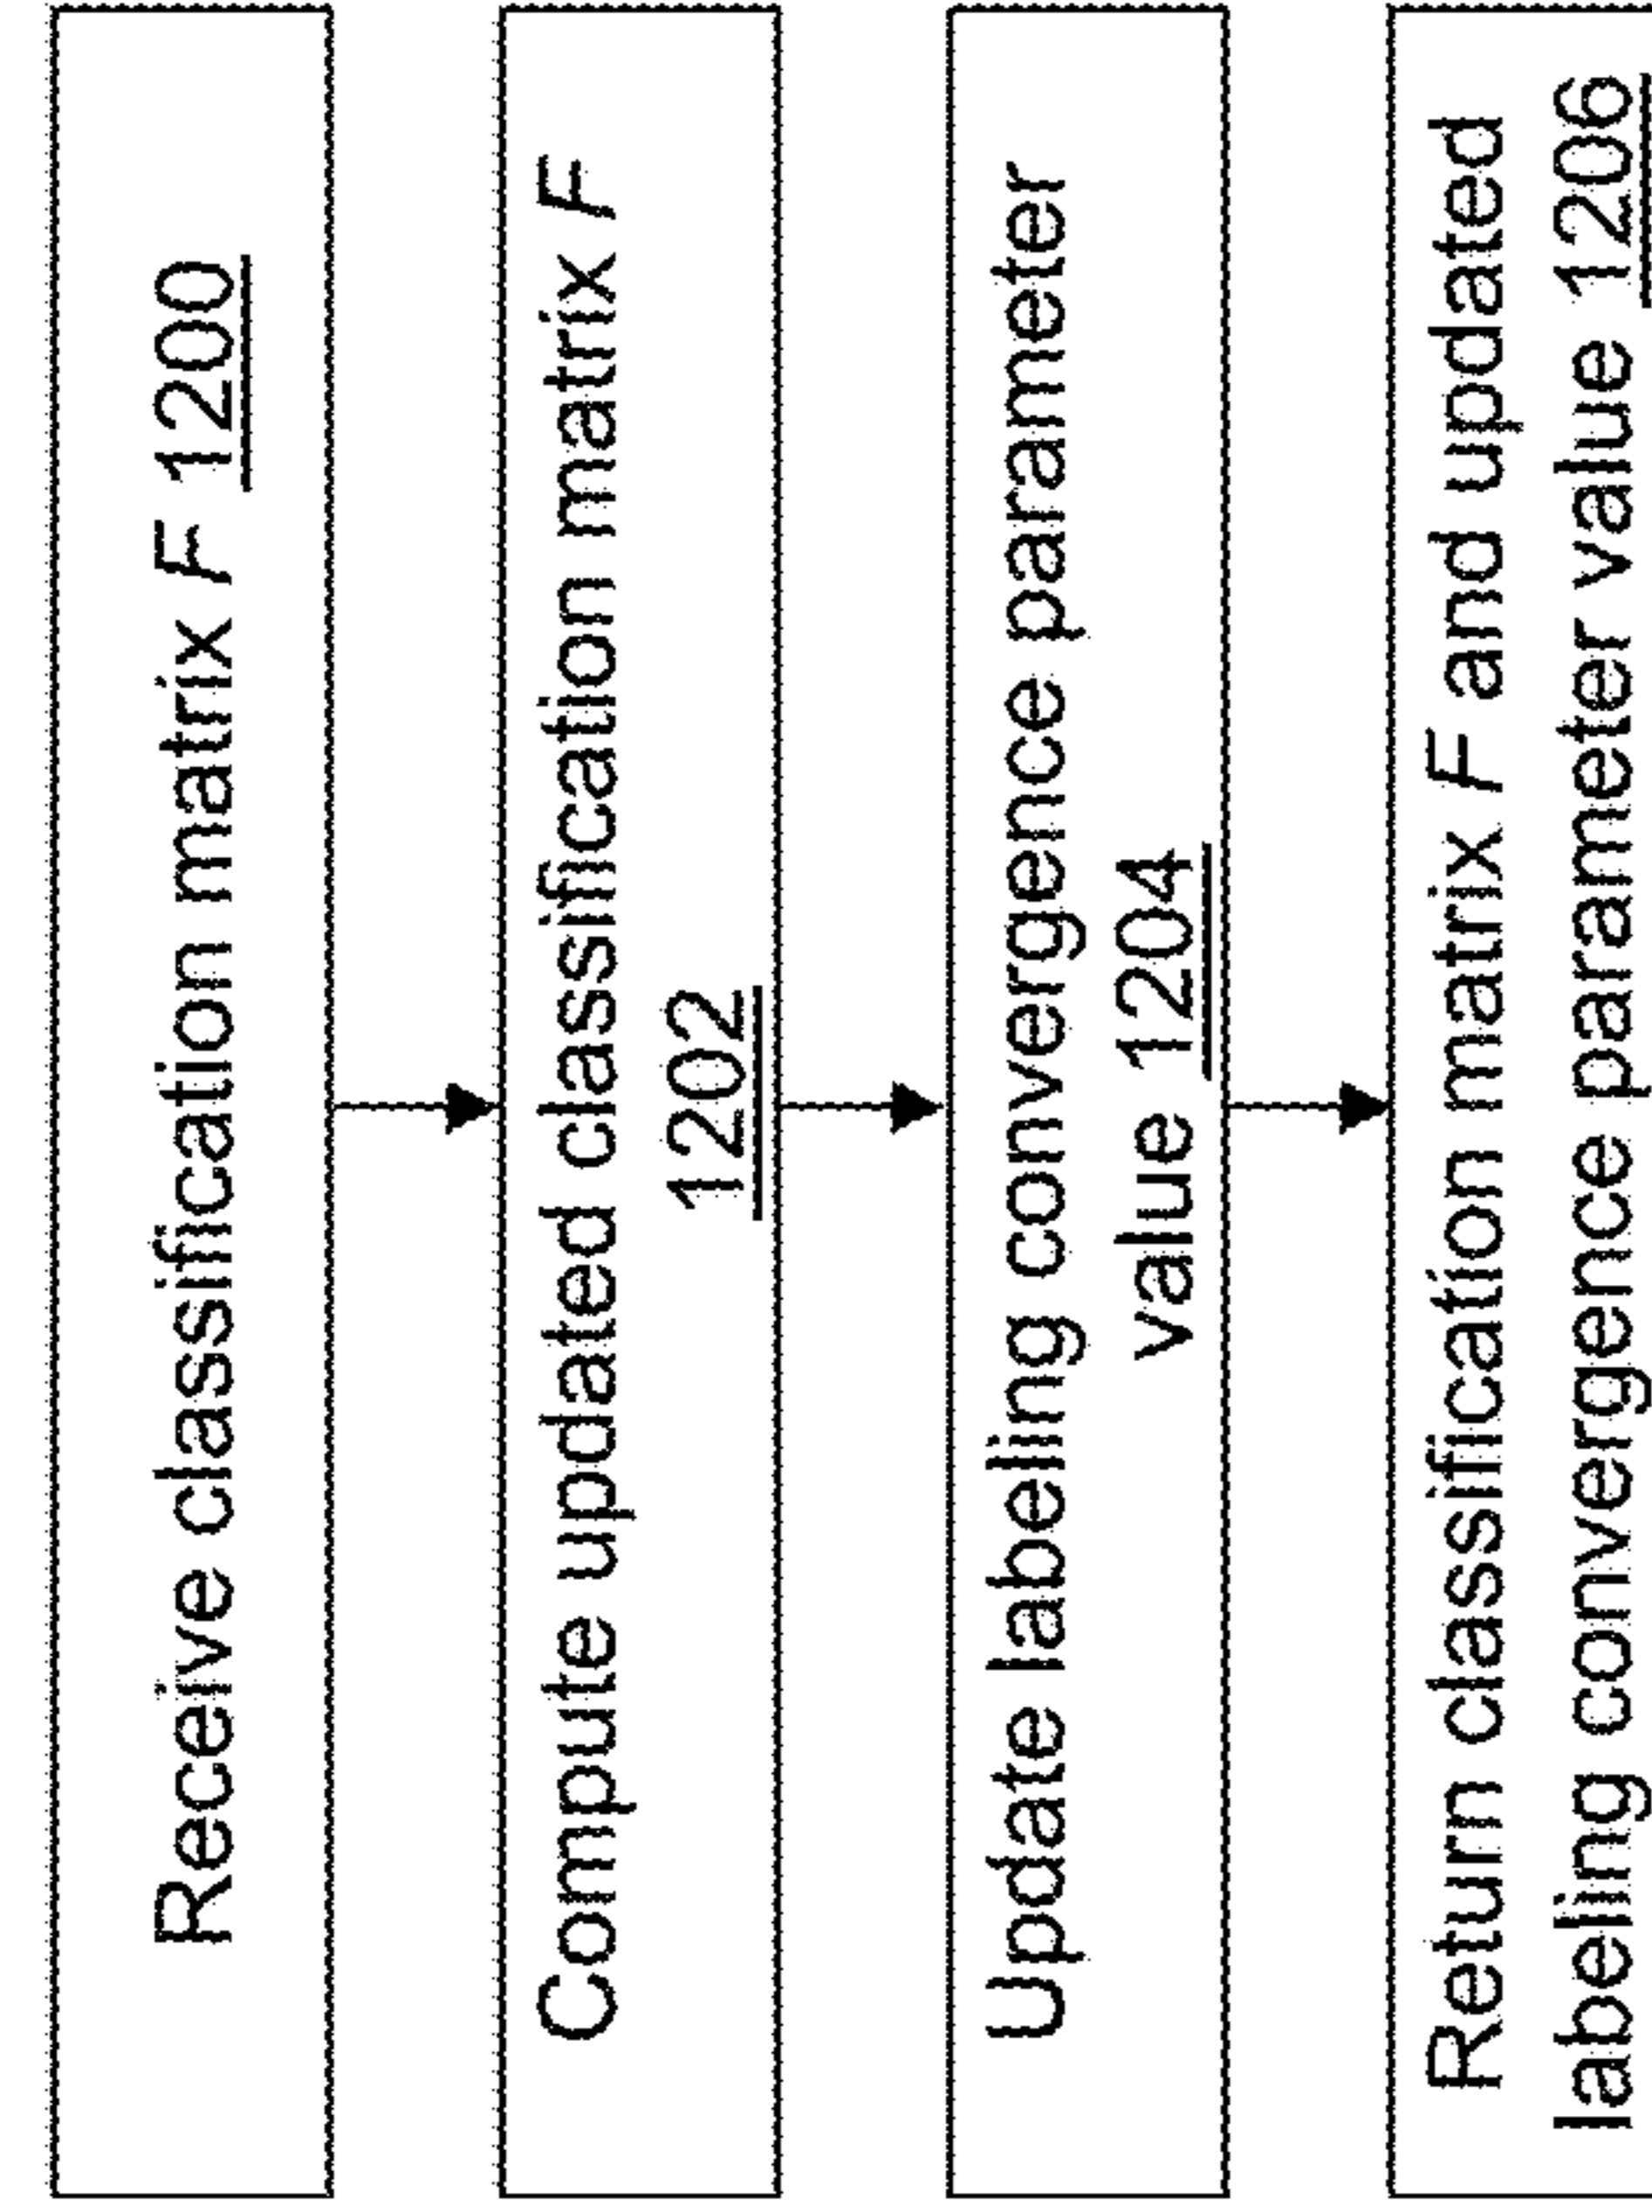 Receive classification matrix F 1200
Compute updated classification matrix F
1202
Update labeling convergence parameter
value 1204
Return classification matrix F and updated
labeling convergence parameter value 1206